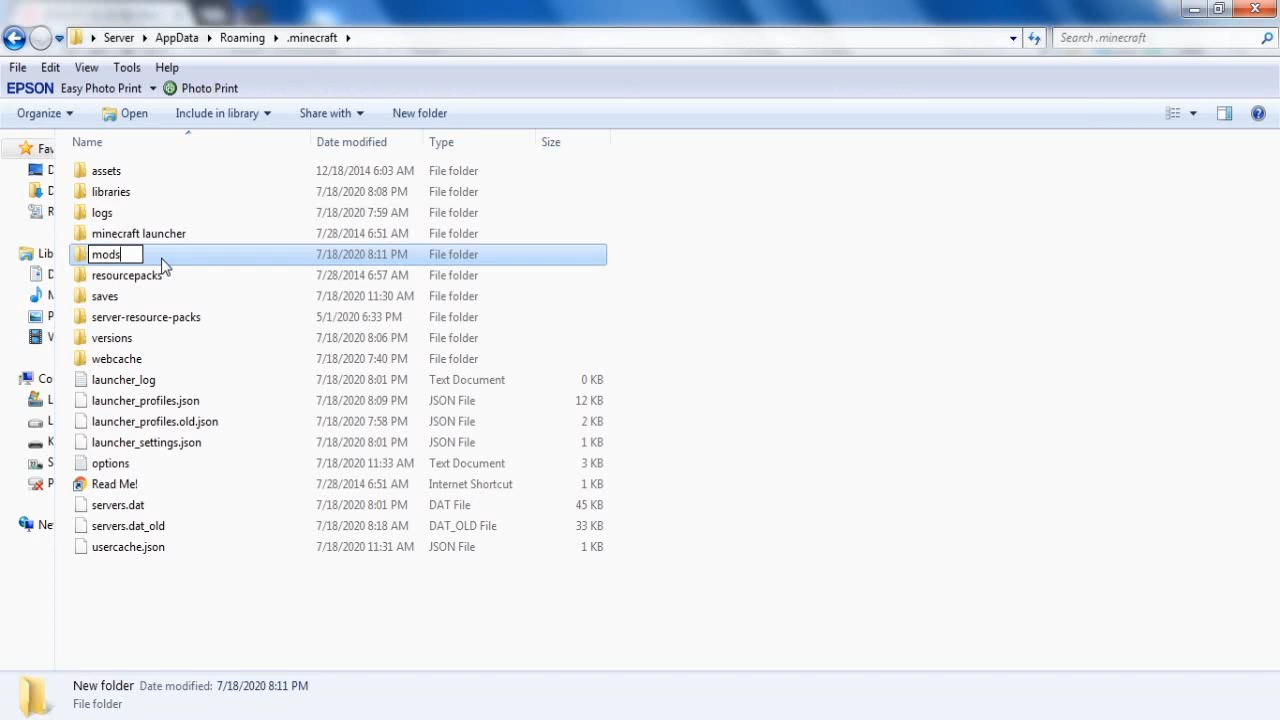 Server AppData Roaming .minecraft Search .minecraft
File Edit View Tools Help
EPSON Easy Photo Print Photo Print
Organize Open Include in library Share with New folder
Name Date modified Type Size
assets 12/18/2014 6:03 AM File folder
libraries 7/18/2020 8:08 PM File folder
logs 7/18/2020 7:59 AM File folder
minecraft launcher 7/28/2014 6:51 AM File folder
mods 7/18/2020 8:11 PM File folder
resourcepacks 7/28/2014 6:57 AM File folder
saves 7/18/2020 11:30 AM File folder
server-resource-packs 5/1/2020 6:33 PM File folder
versions 7/18/2020 8:06 PM File folder
webcache 7/18/2020 7:40 PM File folder
launcher_log 7/18/2020 8:01 PM Text Document 0 KB
launcher_profiles.json 7/18/2020 8:09 PM JSON File 12 KB
launcher_profiles.old.json 7/18/2020 7:58 PM JSON File 2 KB
launcher_settings.json 7/18/2020 8:01 PM JSON File 1 KB
options 7/18/2020 11:33 AM Text Document 3 KB
Read Me! 7/28/2014 6:51 AM Internet Shortcut 1 KB
servers.dat 7/18/2020 8:01 PM DAT File 45 KB
servers.dat_old 7/18/2020 8:18 AM DAT_OLD File 33 KB
usercache.json 7/18/2020 11:31 AM JSON File 1 KB
Fav
D
D
R
Lib
D
M
P
V
Co
L
L
K
S
P
Ne
New folder Date modified: 7/18/2020 8:11 PM
File folder